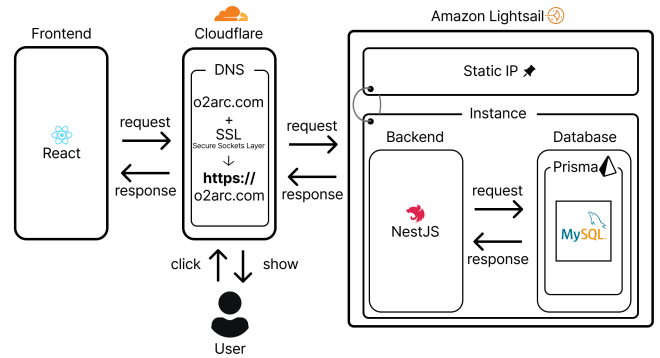 Frontend
React
request
response
Cloudflare
DNS
o2arc.com
+
SSL
Secure Sockets Layer
↓
https://
o2arc.com
click
show
User
request
response
Amazon Lightsail
Static IP
Instance
Backend
NestJS
request
response
Database
Prisma
MySQL